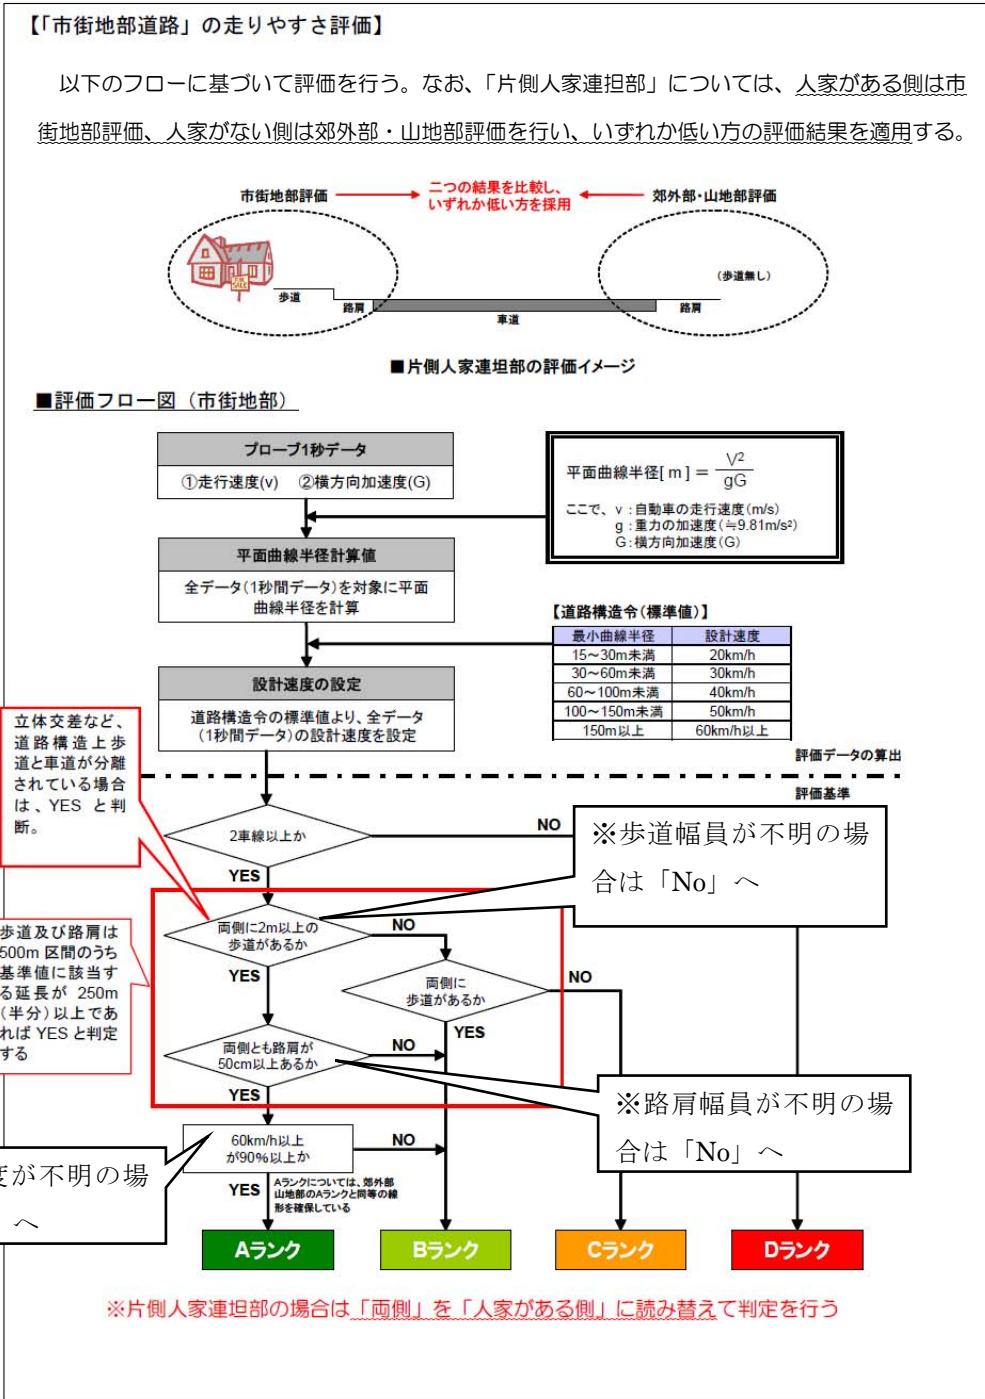 【「市街地部道路」の走りやすさ評価】
以下のフローに基づいて評価を行う。なお、「片側人家連担部」については、人家がある側は市
街地部評価、人家がない側は郊外部・山地部評価を行い、いずれか低い方の評価結果を適用する。
市街地部評価
二つの結果を比較し、
いずれか低い方を採用
郊外部・山地部評価
FOR
SALE
歩道
路肩
車道
路肩
(歩道無し)
■片側人家連坦部の評価イメージ
■評価フロー図（市街地部）
プローブ1秒データ
①走行速度(v)　②横方向加速度(G)
平面曲線半径[ m ] = V² / gG
ここで、v : 自動車の走行速度(m/s)
g : 重力の加速度(≒9.81m/s²)
G : 横方向加速度(G)
平面曲線半径計算値
全データ(1秒間データ)を対象に平面
曲線半径を計算
【道路構造令(標準値)】
最小曲線半径　設計速度
15～30m未満　20km/h
30～60m未満　30km/h
60～100m未満　40km/h
100～150m未満　50km/h
150m以上　60km/h以上
設計速度の設定
道路構造令の標準値より、全データ
(1秒間データ)の設計速度を設定
評価データの算出
評価基準
立体交差など、
道路構造上歩
道と車道が分離
されている場合
は、YES と判
断。
2車線以上か
NO
YES
※歩道幅員が不明の場
合は「No」へ
歩道及び路肩は
500m 区間のうち
基準値に該当す
る延長が 250m
(半分)以上であ
れば YES と判定
する
両側に2m以上の
歩道があるか
NO
YES
両側に
歩道があるか
NO
YES
両側とも路肩が
50cm以上あるか
NO
YES
※路肩幅員が不明の場
合は「No」へ
60km/h以上
が90%以上か
NO
YES
Aランクについては、郊外部
山地部のAランクと同等の線
形を確保している
度が不明の場
」へ
Aランク
Bランク
Cランク
Dランク
※片側人家連坦部の場合は「両側」を「人家がある側」に読み替えて判定を行う